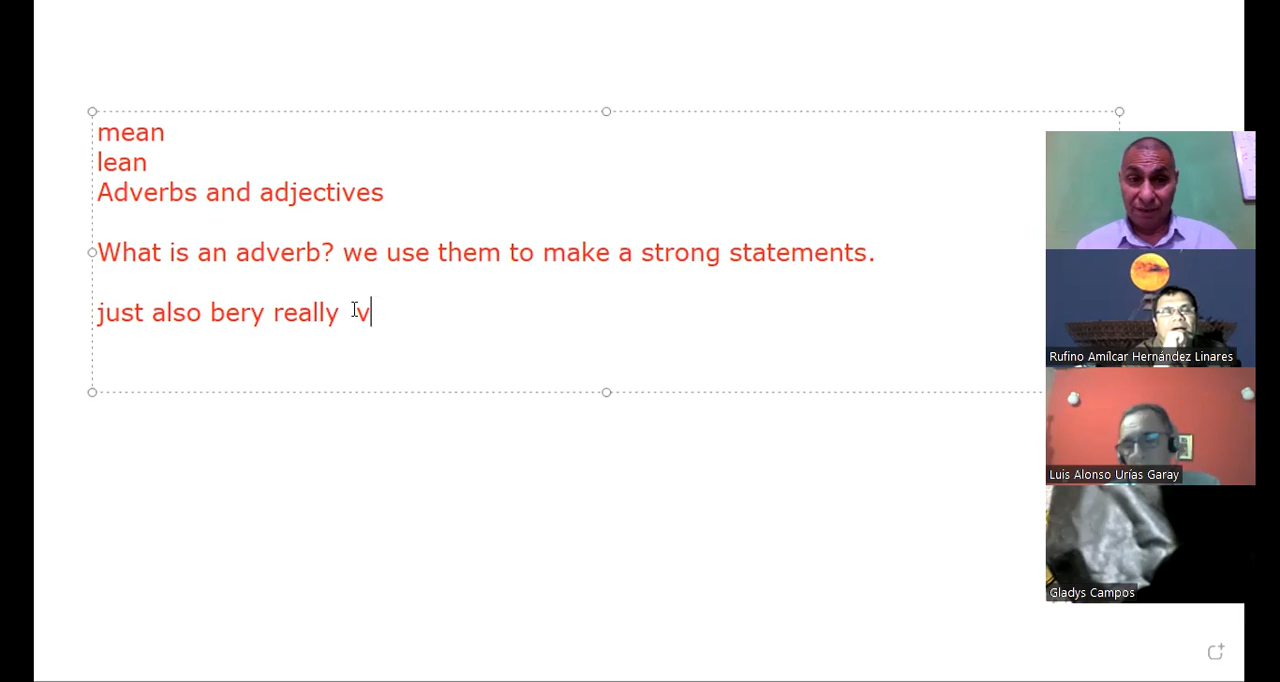 mean
lean
Adverbs and adjectives
What is an adverb? we use them to make a strong statements.
just also bery really v
Rufino Amílcar Hernández Linares
Luis Alonso Urías Garay
Gladys Campos